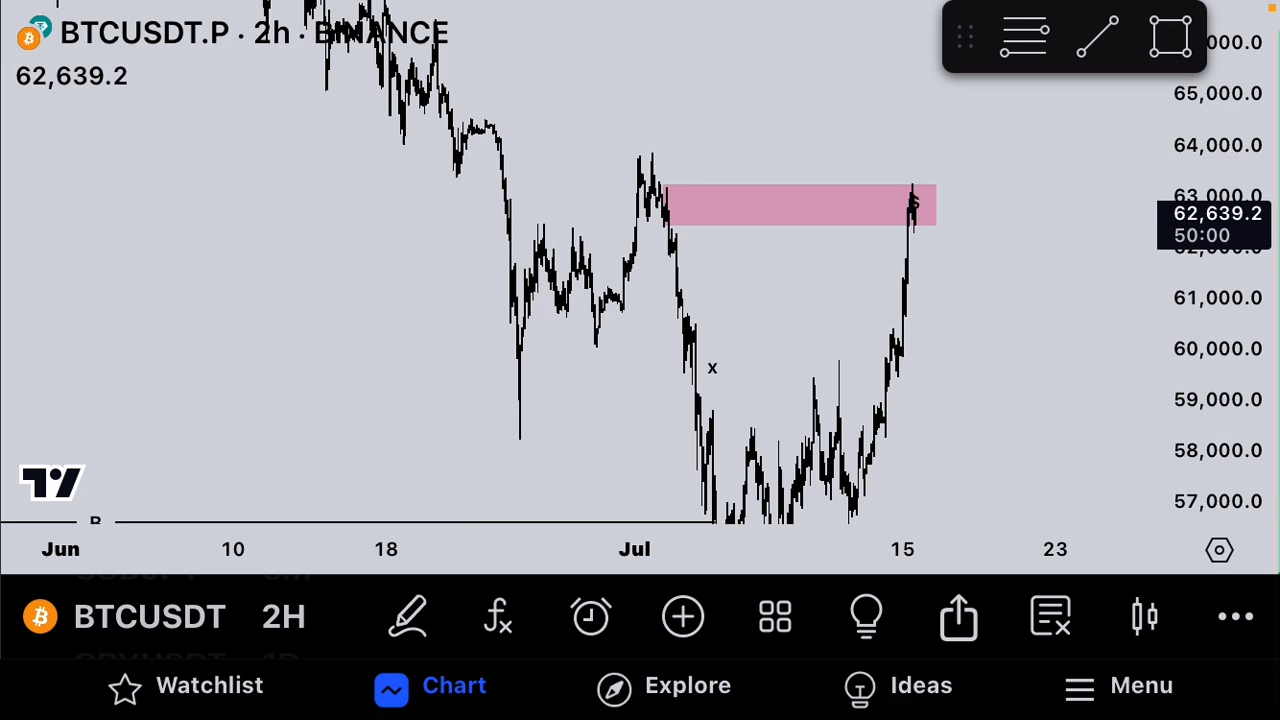 BTCUSDT.P · 2h · BINANCE
62,639.2
65,000.0
64,000.0
63,000.0
S
62,639.2
50:00
61,000.0
60,000.0
x
59,000.0
58,000.0
57,000.0
B
Jun 10 18 Jul 15 23
BTCUSDT 2H
Watchlist Chart Explore Ideas Menu